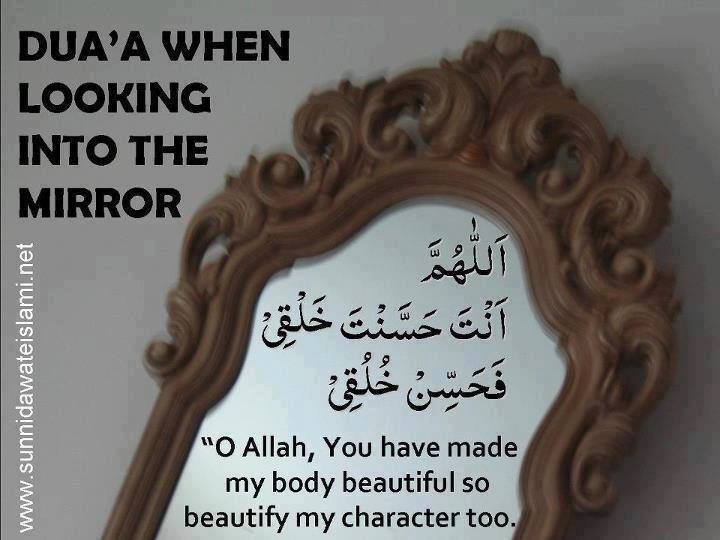 DUA’A WHEN
LOOKING
INTO THE
MIRROR
www.sunnidawateislami.net
اَللّٰهُمَّ
اَنْتَ حَسَّنْتَ خَلْقِیْ
فَحَسِّنْ خُلُقِیْ
“O Allah, You have made
my body beautiful so
beautify my character too.